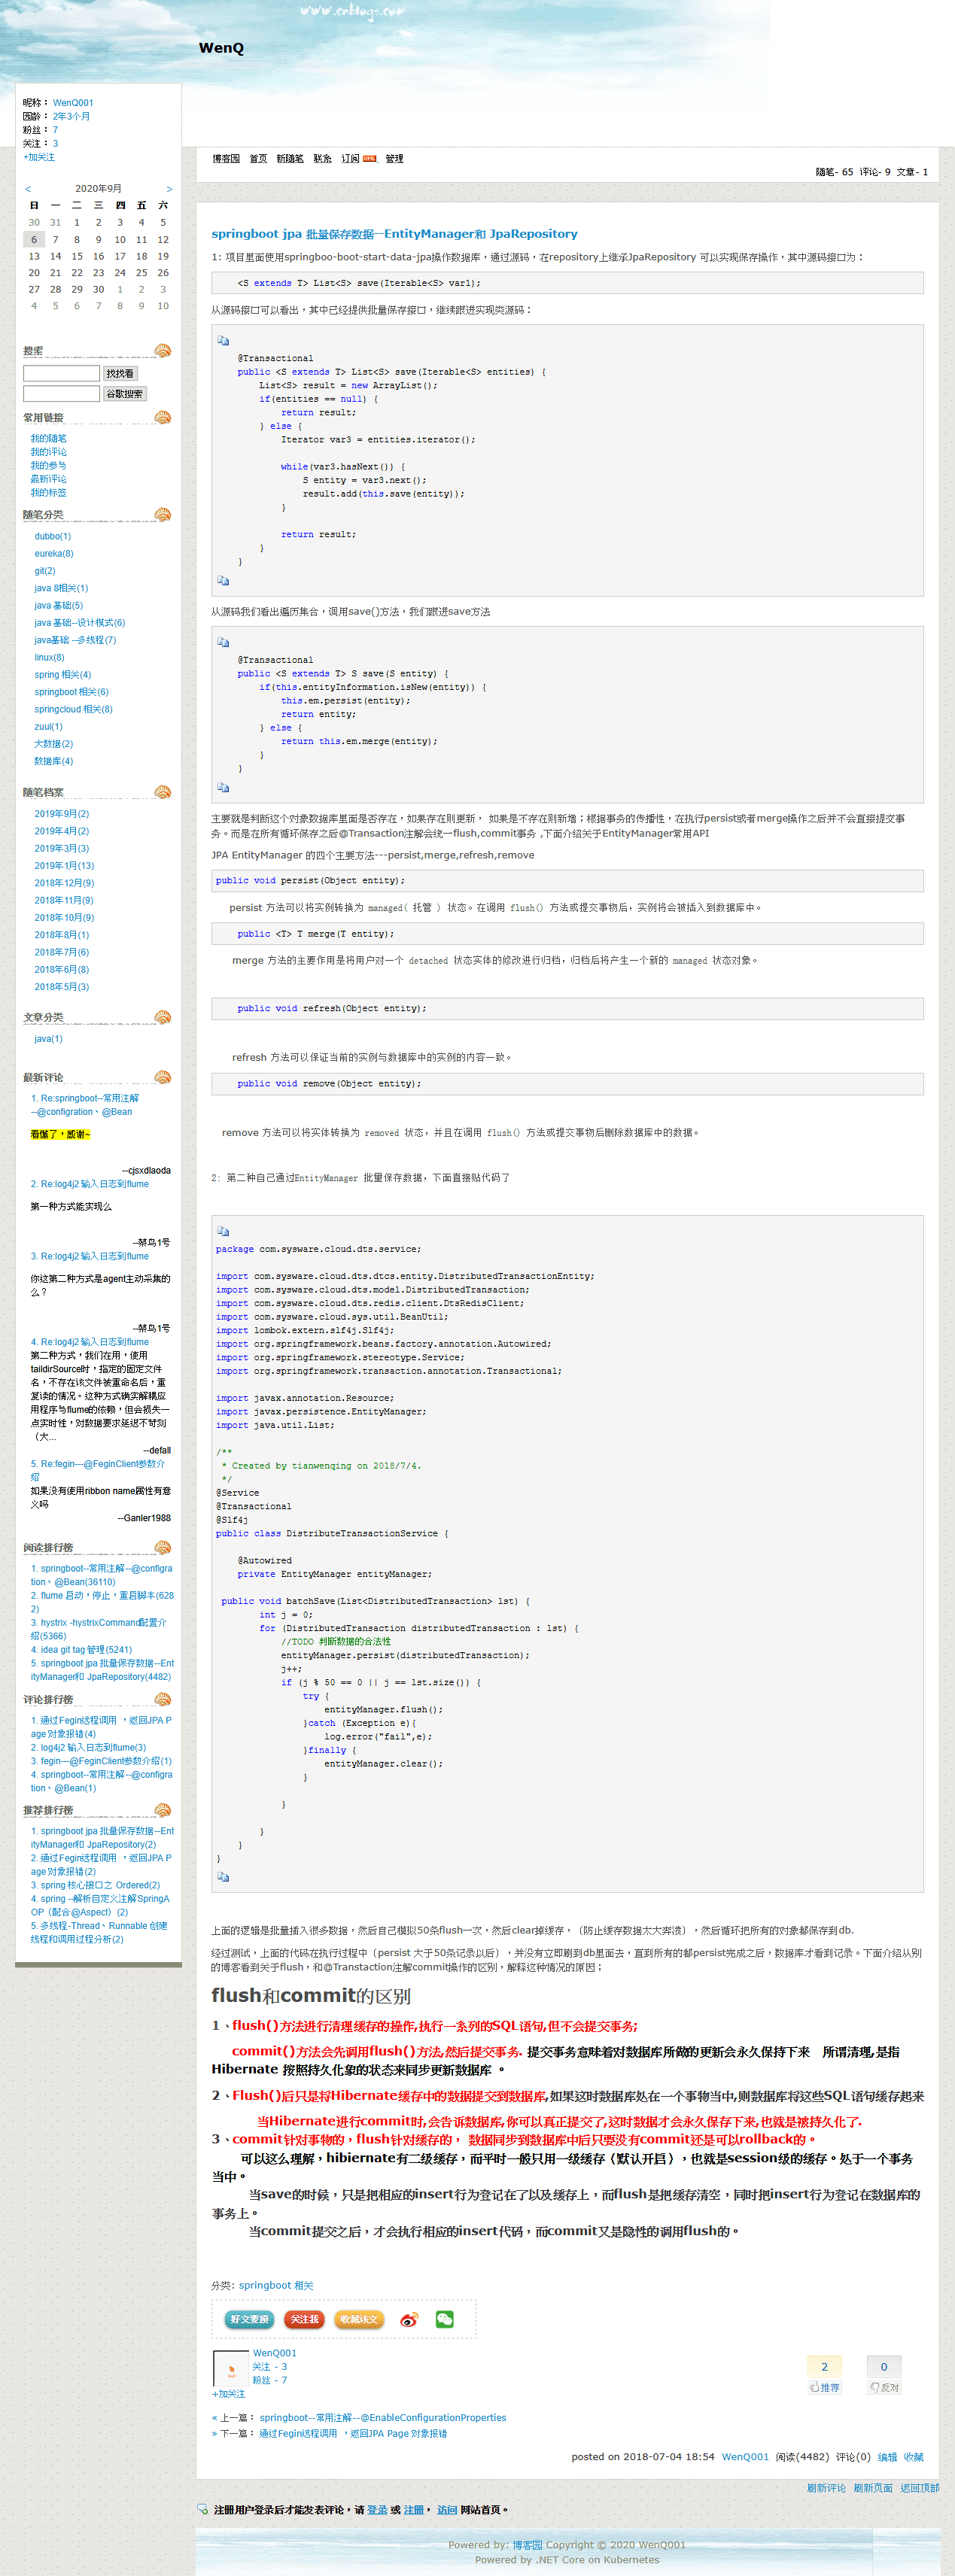 www.cnblogs.com
WenQ
昵称： WenQ001
园龄： 2年3个月
粉丝： 7
关注： 3
+加关注
< 2020年9月 >
日 一 二 三 四 五 六
30 31 1 2 3 4 5
6 7 8 9 10 11 12
13 14 15 16 17 18 19
20 21 22 23 24 25 26
27 28 29 30 1 2 3
4 5 6 7 8 9 10
搜索
找找看
谷歌搜索
常用链接
我的随笔
我的评论
我的参与
最新评论
我的标签
随笔分类
dubbo(1)
eureka(8)
git(2)
java 8相关(1)
java 基础(5)
java 基础--设计模式(6)
java基础 --多线程(7)
linux(8)
spring 相关(4)
springboot 相关(6)
springcloud 相关(8)
zuul(1)
大数据(2)
数据库(4)
随笔档案
2019年9月(2)
2019年4月(2)
2019年3月(3)
2019年1月(13)
2018年12月(9)
2018年11月(9)
2018年10月(9)
2018年8月(1)
2018年7月(6)
2018年6月(8)
2018年5月(3)
文章分类
java(1)
最新评论
1. Re:springboot--常用注解
--@configration、@Bean
看懂了，感谢~
--cjsxdlaoda
2. Re:log4j2 输入日志到flume
第一种方式能实现么
--菜鸟1号
3. Re:log4j2 输入日志到flume
你这第二种方式是agent主动采集的
么？
--菜鸟1号
4. Re:log4j2 输入日志到flume
第二种方式，我们在用，使用
taildirSource时，指定的固定文件
名，不存在该文件被重命名后，重
复读的情况。这种方式确实解耦应
用程序与flume的依赖，但会损失一
点实时性，对数据要求延迟不苛刻
（大...
--defall
5. Re:fegin---@FeginClient参数介
绍
如果没有使用ribbon name属性有意
义吗
--Ganler1988
阅读排行榜
1. springboot--常用注解--@configra
tion、@Bean(36110)
2. flume 启动，停止，重启脚本(628
2)
3. hystrix -hystrixCommand配置介
绍(5366)
4. idea git tag 管理(5241)
5. springboot jpa 批量保存数据--Ent
ityManager和 JpaRepository(4482)
评论排行榜
1. 通过Fegin远程调用 ，返回JPA P
age 对象报错(4)
2. log4j2 输入日志到flume(3)
3. fegin---@FeginClient参数介绍(1)
4. springboot--常用注解--@configra
tion、@Bean(1)
推荐排行榜
1. springboot jpa 批量保存数据--Ent
ityManager和 JpaRepository(2)
2. 通过Fegin远程调用 ，返回JPA P
age 对象报错(2)
3. spring 核心接口之 Ordered(2)
4. spring --解析自定义注解SpringA
OP（配合@Aspect）(2)
5. 多线程-Thread、Runnable 创建
线程和调用过程分析(2)
博客园 首页 新随笔 联系 订阅 XML 管理
随笔- 65 评论- 9 文章- 1
springboot jpa 批量保存数据--EntityManager和 JpaRepository
1: 项目里面使用springboo-boot-start-data-jpa操作数据库，通过源码，在repository上继承JpaRepository 可以实现保存操作，其中源码接口为：
<S extends T> List<S> save(Iterable<S> var1);
从源码接口可以看出，其中已经提供批量保存接口，继续跟进实现类源码：
@Transactional
public <S extends T> List<S> save(Iterable<S> entities) {
List<S> result = new ArrayList();
if(entities == null) {
return result;
} else {
Iterator var3 = entities.iterator();
while(var3.hasNext()) {
S entity = var3.next();
result.add(this.save(entity));
}
return result;
}
}
从源码我们看出遍历集合，调用save()方法，我们跟进save方法
@Transactional
public <S extends T> S save(S entity) {
if(this.entityInformation.isNew(entity)) {
this.em.persist(entity);
return entity;
} else {
return this.em.merge(entity);
}
}
主要就是判断这个对象数据库里面是否存在，如果存在则更新， 如果是不存在则新增；根据事务的传播性，在执行persist或者merge操作之后并不会直接提交事
务。而是在所有循环保存之后@Transaction注解会统一flush,commit事务 ,下面介绍关于EntityManager常用API
JPA EntityManager 的四个主要方法---persist,merge,refresh,remove
public void persist(Object entity);
persist 方法可以将实例转换为 managed( 托管 ) 状态。在调用 flush() 方法或提交事物后，实例将会被插入到数据库中。
public <T> T merge(T entity);
merge 方法的主要作用是将用户对一个 detached 状态实体的修改进行归档，归档后将产生一个新的 managed 状态对象。
public void refresh(Object entity);
refresh 方法可以保证当前的实例与数据库中的实例的内容一致。
public void remove(Object entity);
remove 方法可以将实体转换为 removed 状态，并且在调用 flush() 方法或提交事物后删除数据库中的数据。
2: 第二种自己通过EntityManager 批量保存数据，下面直接贴代码了
package com.sysware.cloud.dts.service;
import com.sysware.cloud.dts.dtcs.entity.DistributedTransactionEntity;
import com.sysware.cloud.dts.model.DistributedTransaction;
import com.sysware.cloud.dts.redis.client.DtsRedisClient;
import com.sysware.cloud.sys.util.BeanUtil;
import lombok.extern.slf4j.Slf4j;
import org.springframework.beans.factory.annotation.Autowired;
import org.springframework.stereotype.Service;
import org.springframework.transaction.annotation.Transactional;
import javax.annotation.Resource;
import javax.persistence.EntityManager;
import java.util.List;
/**
* Created by tianwenqing on 2018/7/4.
*/
@Service
@Transactional
@Slf4j
public class DistributeTransactionService {
@Autowired
private EntityManager entityManager;
public void batchSave(List<DistributedTransaction> lst) {
int j = 0;
for (DistributedTransaction distributedTransaction : lst) {
//TODO 判断数据的合法性
entityManager.persist(distributedTransaction);
j++;
if (j % 50 == 0 || j == lst.size()) {
try {
entityManager.flush();
}catch (Exception e){
log.error("fail",e);
}finally {
entityManager.clear();
}
}
}
}
}
上面的逻辑是批量插入很多数据，然后自己模拟50条flush一次，然后clear掉缓存，（防止缓存数据大大奔溃），然后循环把所有的对象都保存到db.
经过测试，上面的代码在执行过程中（persist 大于50条记录以后），并没有立即刷到db里面去，直到所有的都persist完成之后，数据库才看到记录。下面介绍从别
的博客看到关于flush，和@Transtaction注解commit操作的区别，解释这种情况的原因；
flush和commit的区别
1、flush()方法进行清理缓存的操作,执行一系列的SQL语句,但不会提交事务;
commit()方法会先调用flush()方法,然后提交事务. 提交事务意味着对数据库所做的更新会永久保持下来 所谓清理,是指
Hibernate 按照持久化象的状态来同步更新数据库 。
2、Flush()后只是将Hibernate缓存中的数据提交到数据库,如果这时数据库处在一个事物当中,则数据库将这些SQL语句缓存起来
当Hibernate进行commit时,会告诉数据库,你可以真正提交了,这时数据才会永久保存下来,也就是被持久化了.
3、commit针对事物的，flush针对缓存的， 数据同步到数据库中后只要没有commit还是可以rollback的。
可以这么理解，hibiernate有二级缓存，而平时一般只用一级缓存（默认开启），也就是session级的缓存。处于一个事务
当中。
当save的时候，只是把相应的insert行为登记在了以及缓存上，而flush是把缓存清空，同时把insert行为登记在数据库的
事务上。
当commit提交之后，才会执行相应的insert代码，而commit又是隐性的调用flush的。
分类: springboot 相关
好文要顶 关注我 收藏该文
WenQ001
关注 - 3
粉丝 - 7
+加关注
2 0
推荐 反对
« 上一篇： springboot--常用注解--@EnableConfigurationProperties
» 下一篇： 通过Fegin远程调用 ，返回JPA Page 对象报错
posted on 2018-07-04 18:54 WenQ001 阅读(4482) 评论(0) 编辑 收藏
刷新评论 刷新页面 返回顶部
注册用户登录后才能发表评论，请 登录 或 注册， 访问 网站首页。
Powered by: 博客园 Copyright © 2020 WenQ001
Powered by .NET Core on Kubernetes